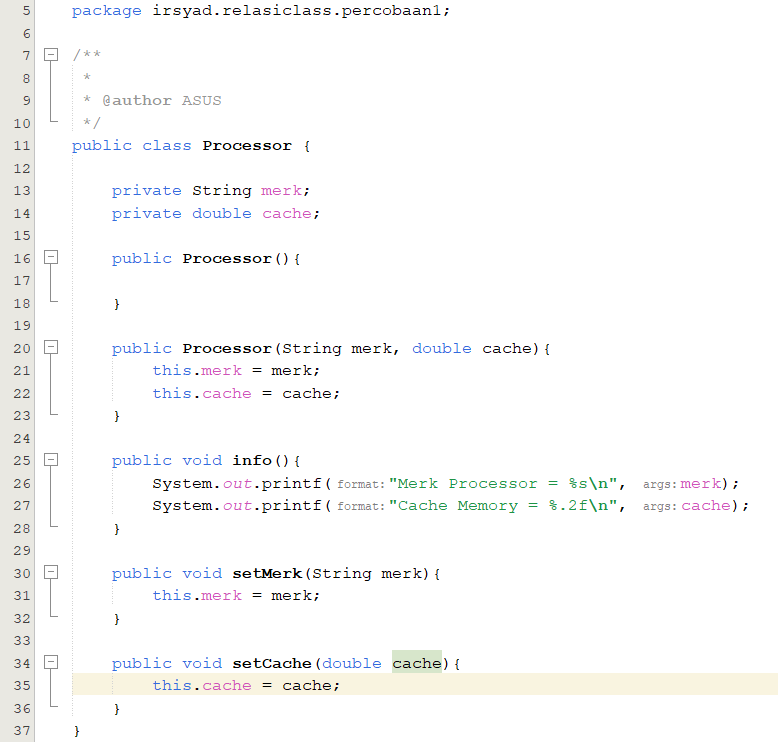 5 package irsyad.relasiclass.percobaan1;
6
7 /**
8  *
9  * @author ASUS
10  */
11 public class Processor {
12
13     private String merk;
14     private double cache;
15
16     public Processor(){
17
18     }
19
20     public Processor(String merk, double cache){
21         this.merk = merk;
22         this.cache = cache;
23     }
24
25     public void info(){
26         System.out.printf( format: "Merk Processor = %s\n",  args: merk);
27         System.out.printf( format: "Cache Memory = %.2f\n",  args: cache);
28     }
29
30     public void setMerk(String merk){
31         this.merk = merk;
32     }
33
34     public void setCache(double cache){
35         this.cache = cache;
36     }
37 }